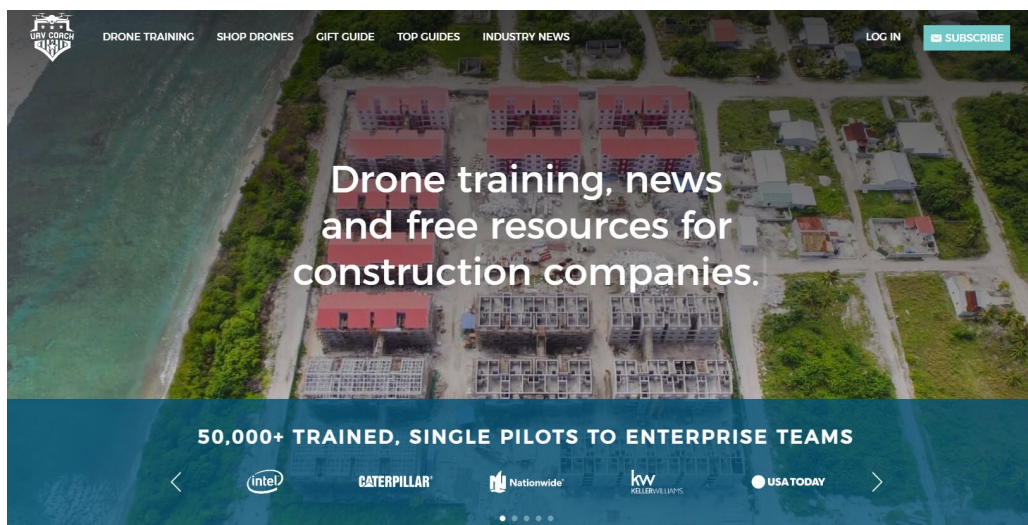 UAV COACH
DRONE TRAINING SHOP DRONES GIFT GUIDE TOP GUIDES INDUSTRY NEWS LOG IN SUBSCRIBE
Drone training, news
and free resources for
construction companies.
50,000+ TRAINED, SINGLE PILOTS TO ENTERPRISE TEAMS
intel CATERPILLAR® Nationwide® kw USA TODAY
KELLERWILLIAMS.